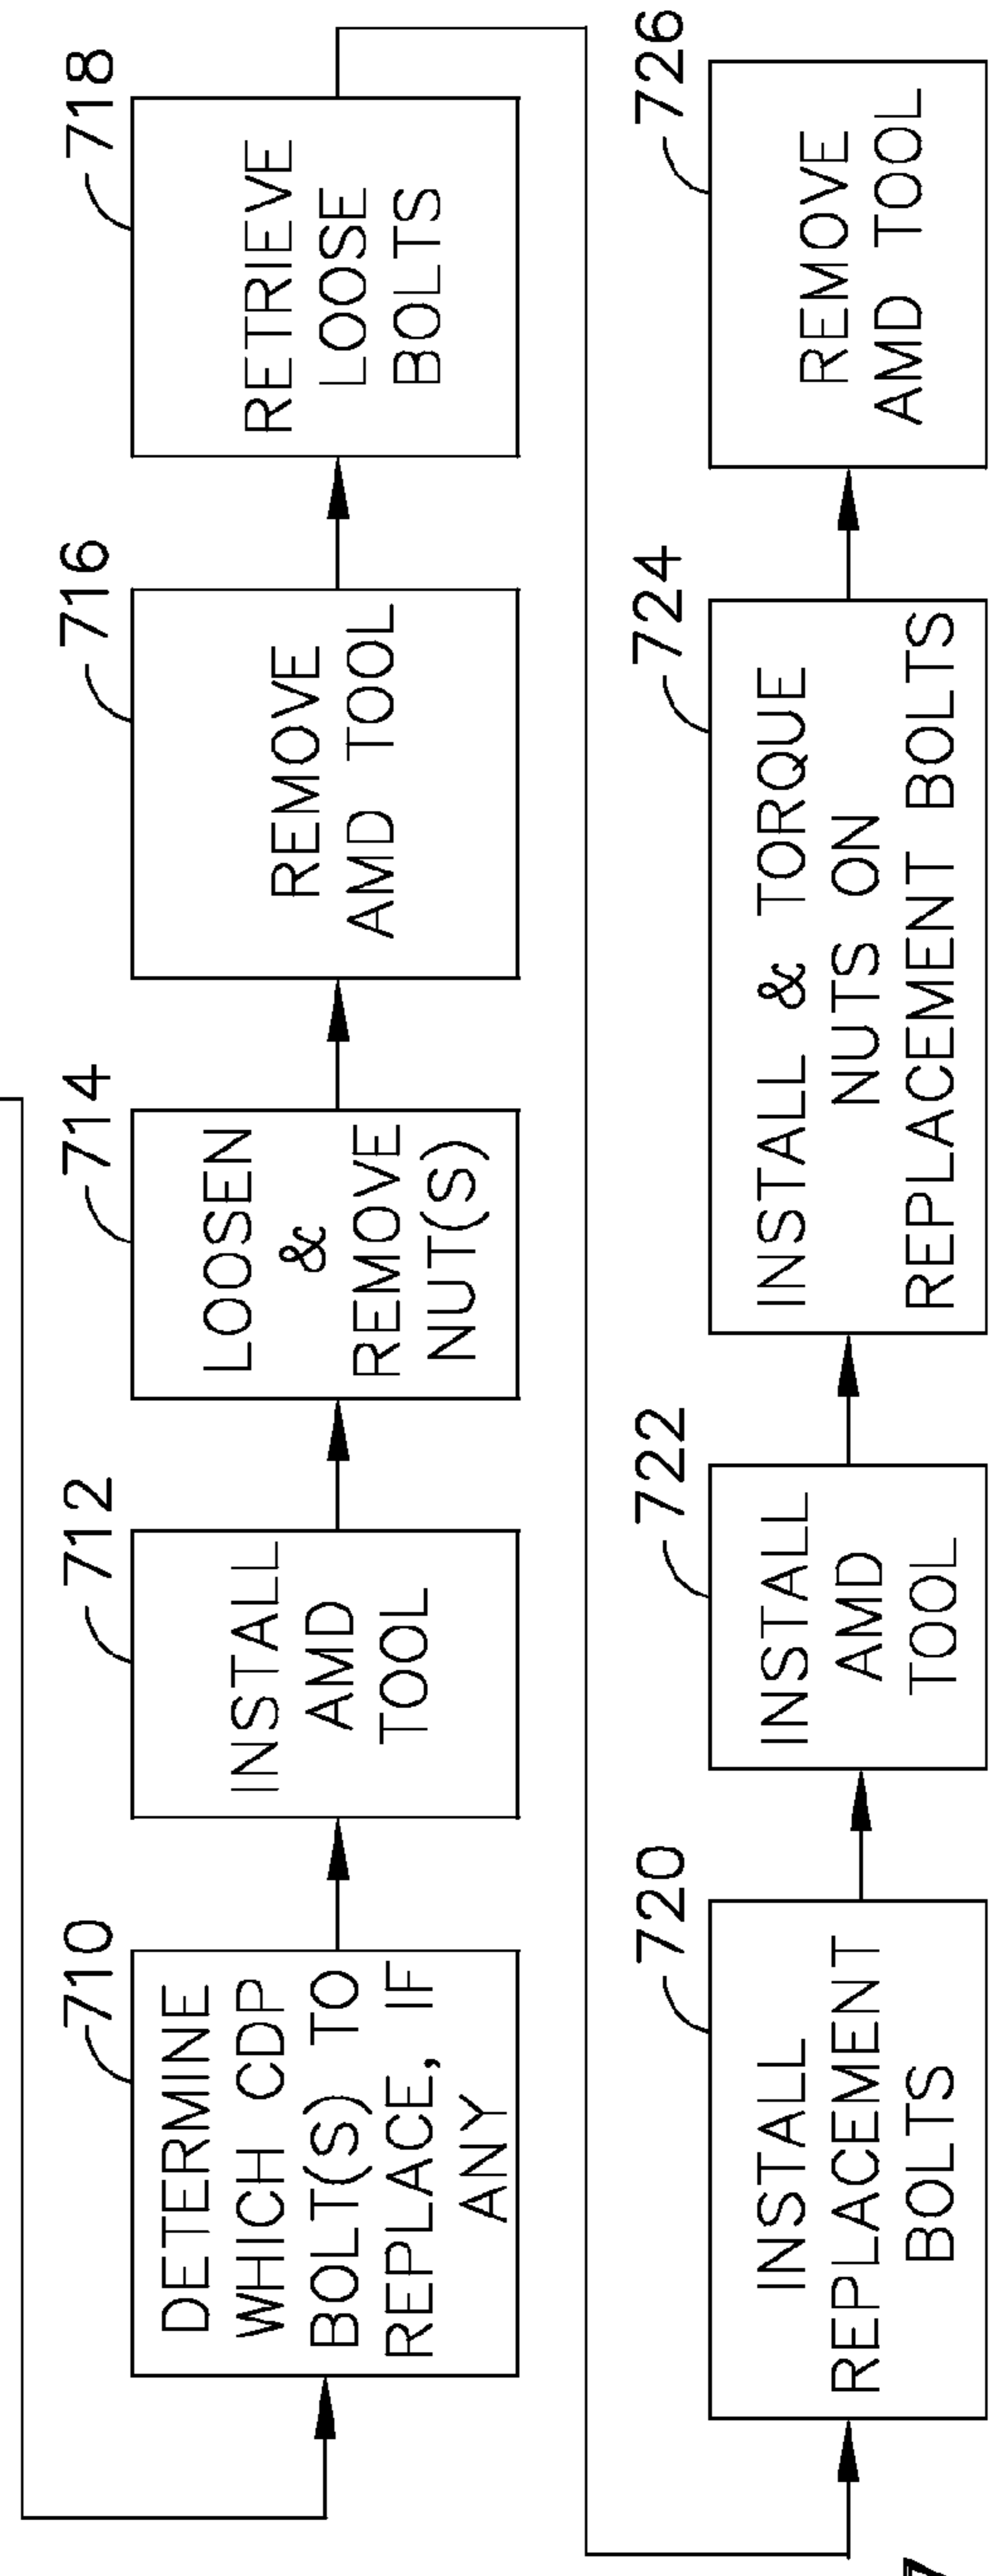 710
DETERMINE
WHICH CDP
BOLT(S) TO
REPLACE, IF
ANY
712
INSTALL
AMD
TOOL
714
LOOSEN
&
REMOVE
NUT(S)
716
REMOVE
AMD TOOL
718
RETRIEVE
LOOSE
BOLTS
720
INSTALL
REPLACEMENT
BOLTS
722
INSTALL
AMD
TOOL
724
INSTALL & TORQUE
NUTS ON
REPLACEMENT BOLTS
726
REMOVE
AMD TOOL